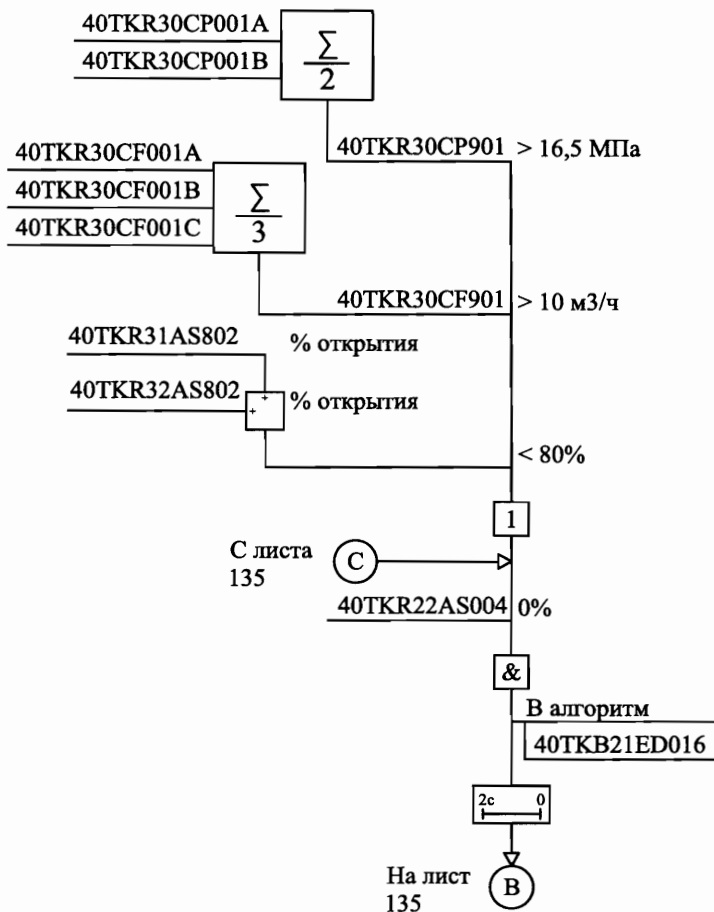 40TKR30CP001A
40TKR30CP001B
Σ
2
40TKR30CP901 > 16,5 МПа
40TKR30CF001A
40TKR30CF001B
40TKR30CF001C
Σ
3
40TKR30CF901 > 10 м3/ч
40TKR31AS802 % открытия
40TKR32AS802 % открытия
+
+
< 80%
1
С листа
135
C
40TKR22AS004 0%
&
В алгоритм
40TKB21ED016
2с 0
На лист
135
B